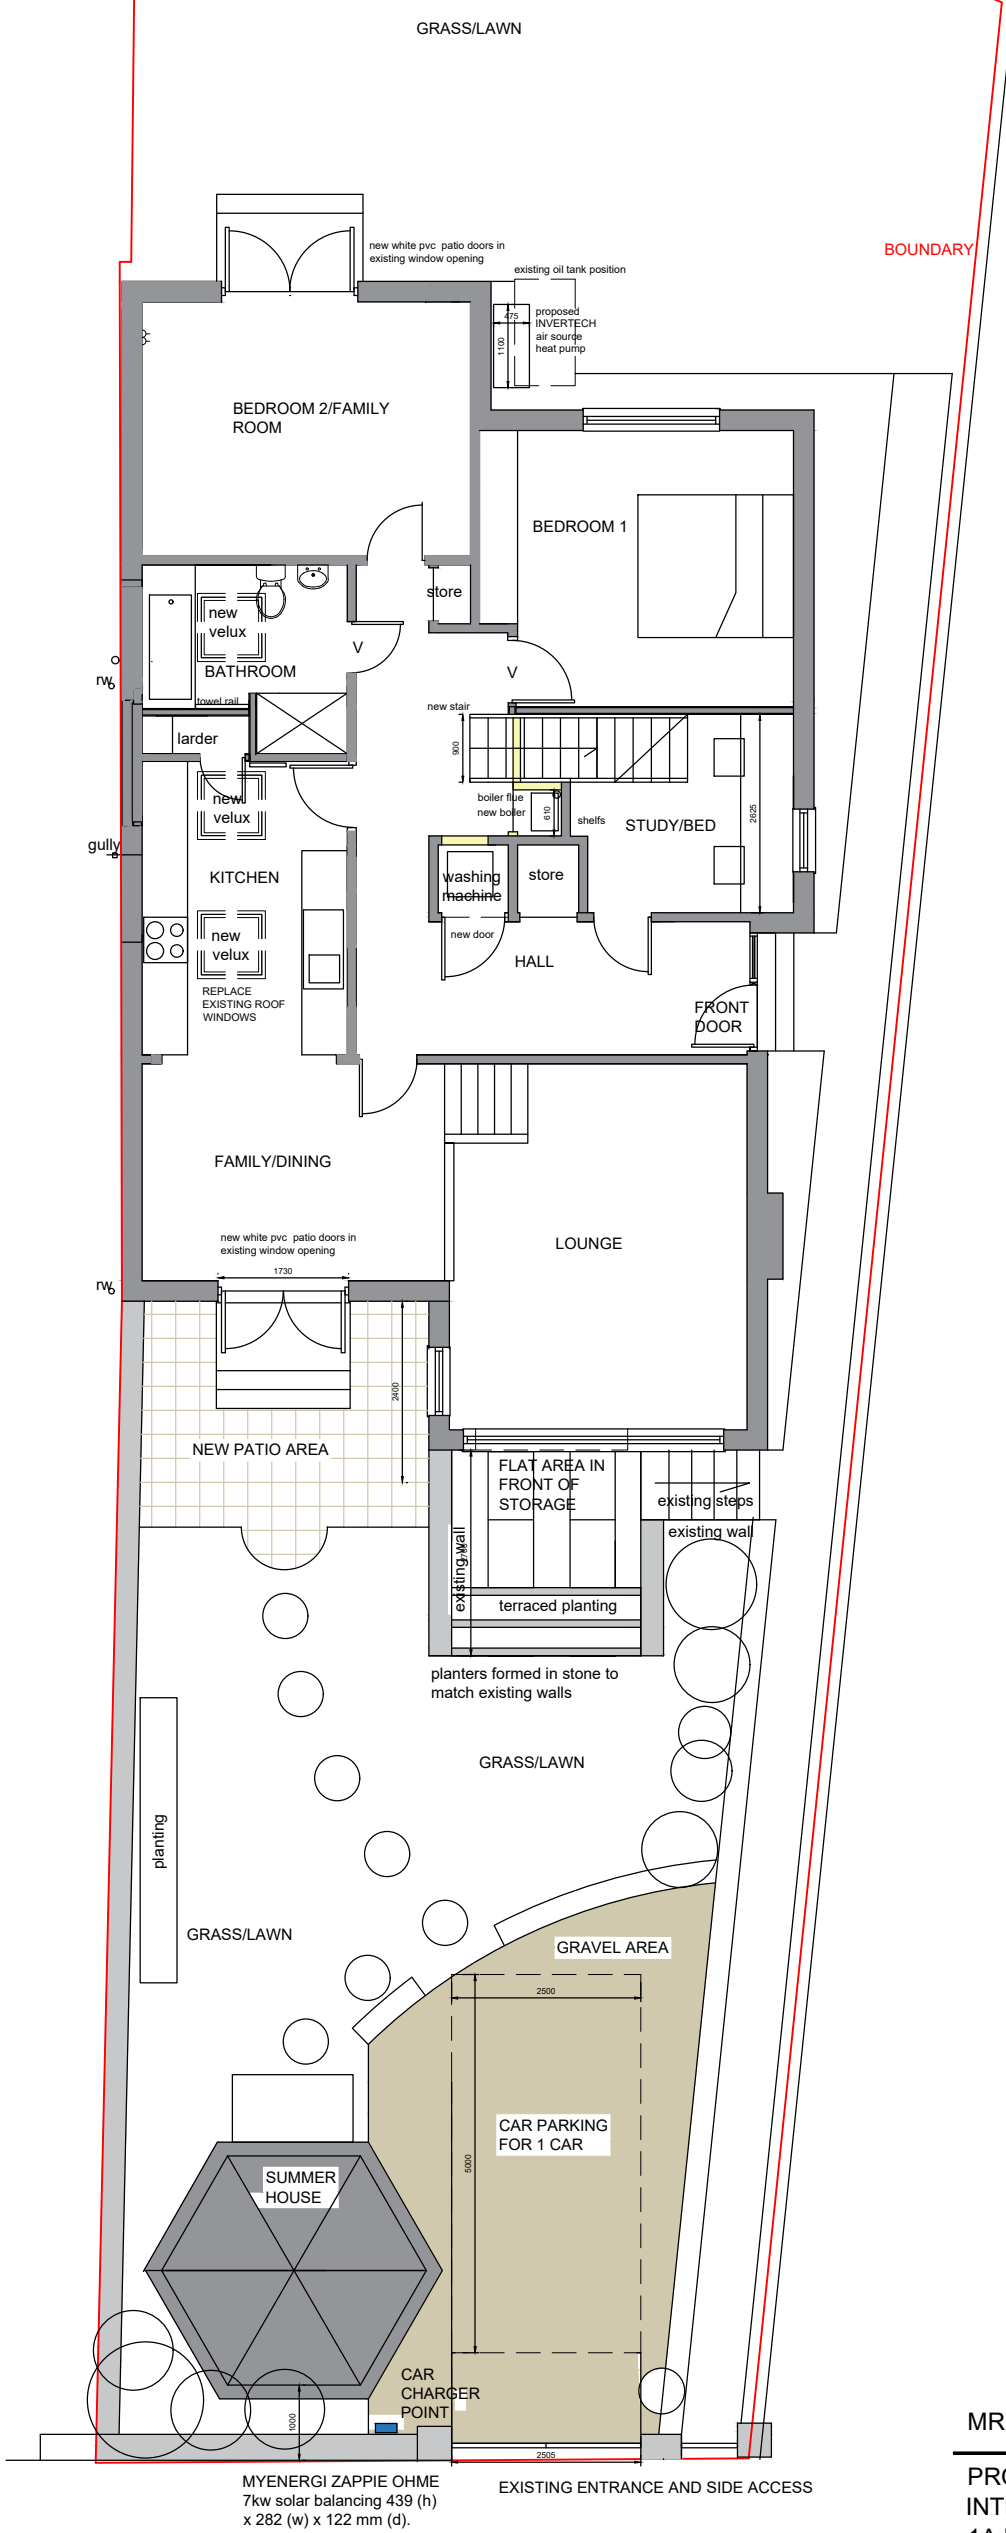 GRASS/LAWN
BOUNDARY
new white pvc patio doors in
existing window opening
existing oil tank position
475
1100
proposed
INVERTECH
air source
heat pump
BEDROOM 2/FAMILY
ROOM
BEDROOM 1
store
new
velux
BATHROOM
V
V
rw
towel rail
new stair
larder
900
new
velux
boiler flue
new boiler
610
shelfs
STUDY/BED
2625
gully
KITCHEN
washing
machine
store
new
velux
new door
HALL
REPLACE
EXISTING ROOF
WINDOWS
FRONT
DOOR
FAMILY/DINING
LOUNGE
new white pvc patio doors in
existing window opening
1730
rw
2400
NEW PATIO AREA
FLAT AREA IN
FRONT OF
STORAGE
existing steps
existing wall
existing wall
terraced planting
planters formed in stone to
match existing walls
GRASS/LAWN
planting
GRASS/LAWN
GRAVEL AREA
2500
CAR PARKING
FOR 1 CAR
5000
SUMMER
HOUSE
CAR
CHARGER
POINT
1000
2505
MYENERGI ZAPPIE OHME
7kw solar balancing 439 (h)
x 282 (w) x 122 mm (d).
EXISTING ENTRANCE AND SIDE ACCESS
MR